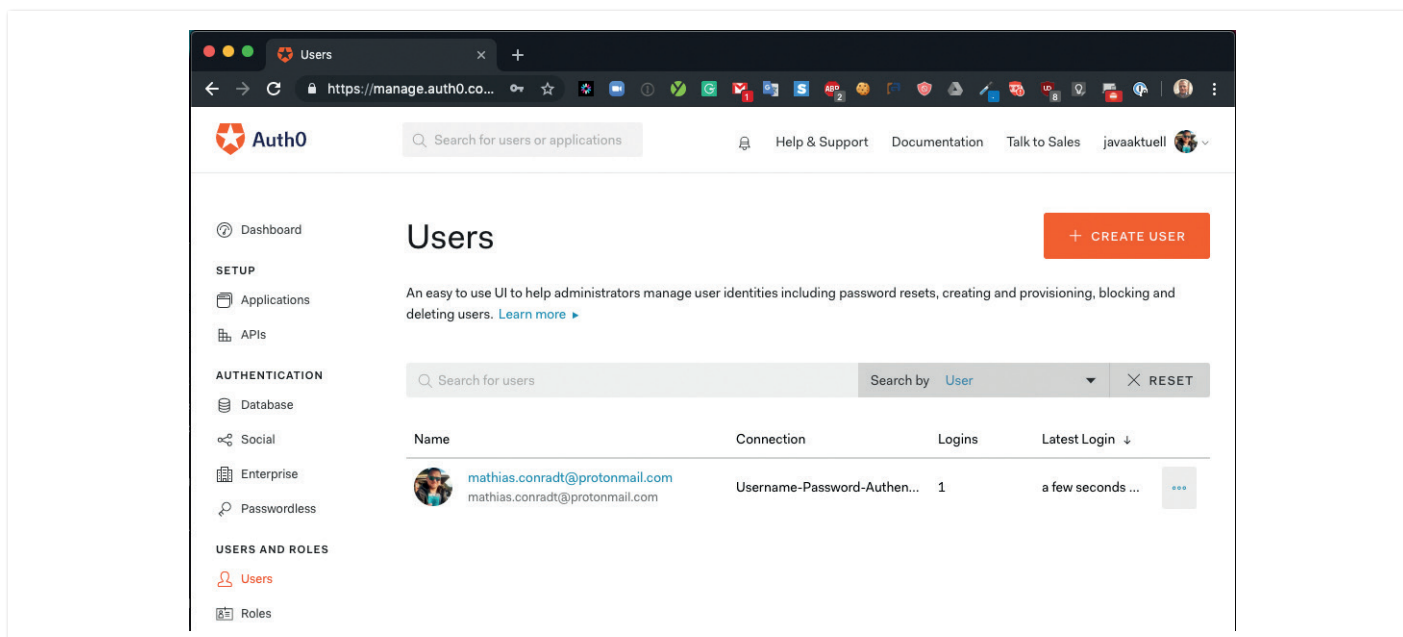 Users
https://manage.auth0.co...
Auth0
Search for users or applications
Help & Support
Documentation
Talk to Sales
javaaktuell
Dashboard
SETUP
Applications
APIs
AUTHENTICATION
Database
Social
Enterprise
Passwordless
USERS AND ROLES
Users
Roles
Users
+ CREATE USER
An easy to use UI to help administrators manage user identities including password resets, creating and provisioning, blocking and
deleting users. Learn more ▸
Search for users
Search by User
RESET
Name Connection Logins Latest Login ↓
mathias.conradt@protonmail.com
mathias.conradt@protonmail.com
Username-Password-Authen... 1 a few seconds ...